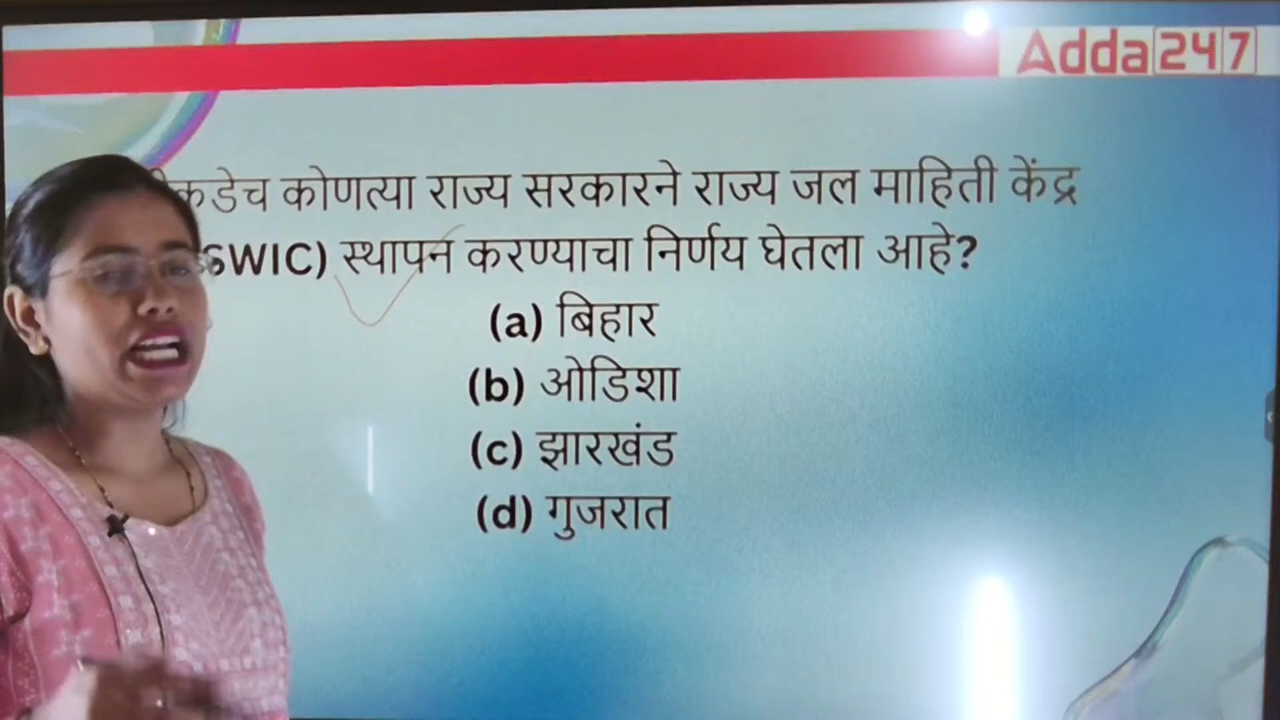 Adda247
कोणत्या राज्य सरकारने राज्य जल माहिती केंद्र
SWIC) स्थापन करण्याचा निर्णय घेतला आहे?
(a) बिहार
(b) ओडिशा
(c) झारखंड
(d) गुजरात